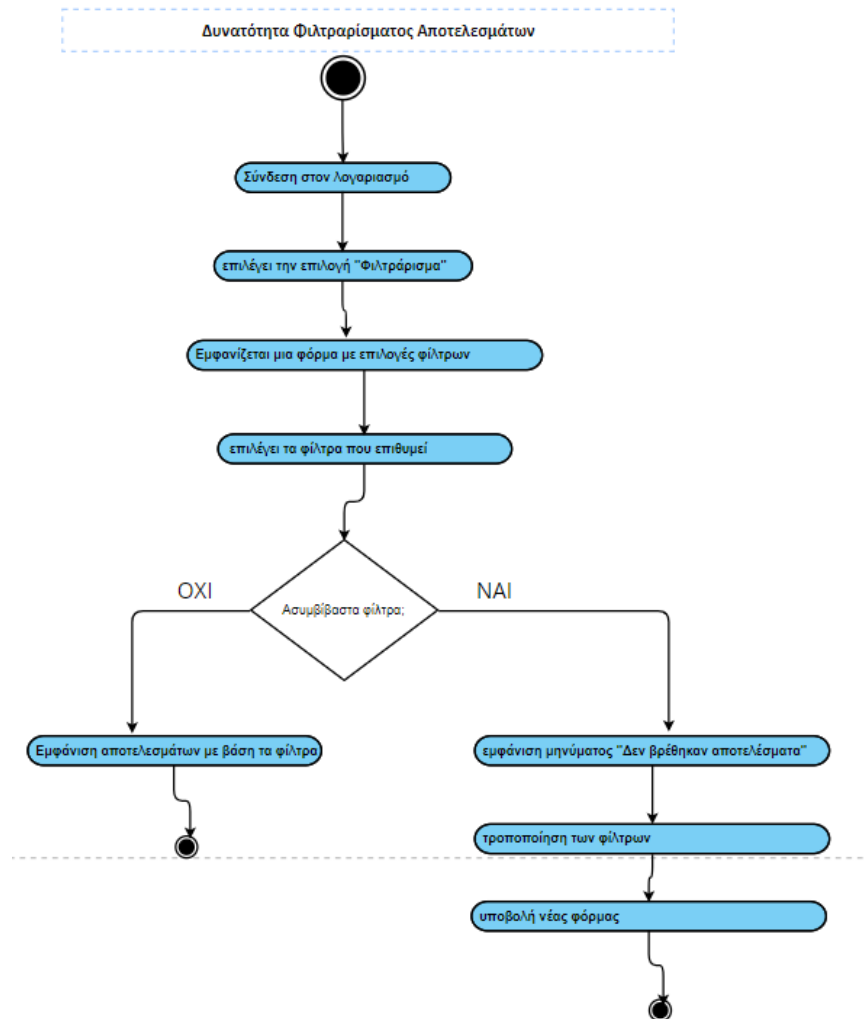 Δυνατότητα Φιλτραρίσματος Αποτελεσμάτων
Σύνδεση στον λογαριασμό
επιλέγει την επιλογή "Φιλτράρισμα"
Εμφανίζεται μια φόρμα με επιλογές φίλτρων
επιλέγει τα φίλτρα που επιθυμεί
ΟΧΙ
ΝΑΙ
Ασυμβίβαστα φίλτρα;
Εμφάνιση αποτελεσμάτων με βάση τα φίλτρα
εμφάνιση μηνύματος "Δεν βρέθηκαν αποτελέσματα"
τροποποίηση των φίλτρων
υποβολή νέας φόρμας